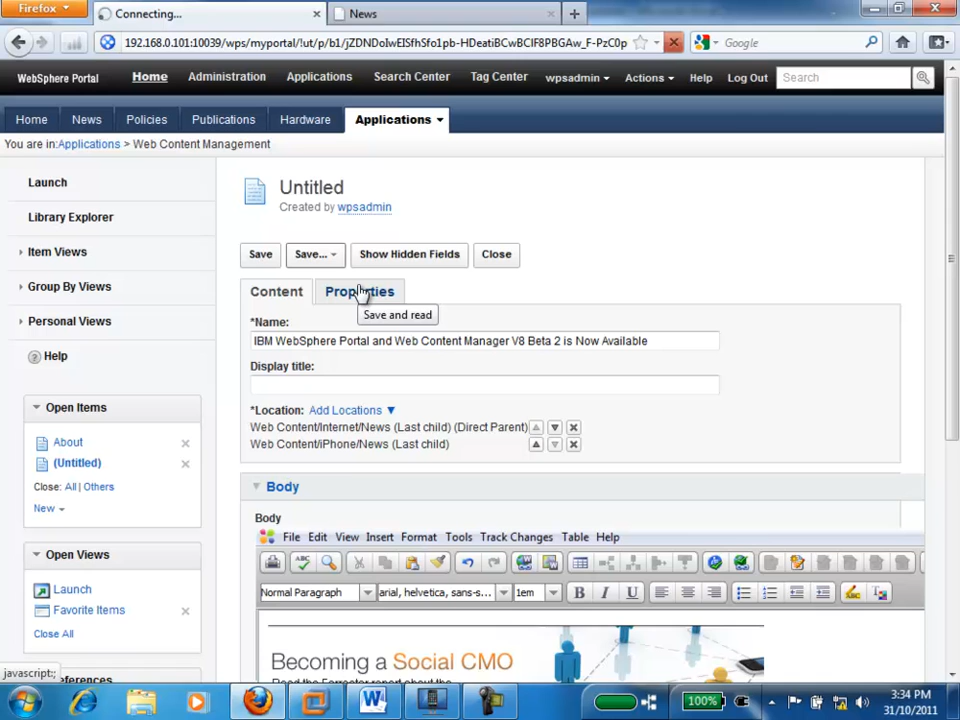 Firefox
Connecting...
News
192.168.0.101:10039/wps/myportal/!ut/p/b1/jZDNDoIwEISfhSfo1pb-HDeatiBCwBCIF8PBGAw_F-PzC0p
Google
WebSphere Portal
Home
Administration
Applications
Search Center
Tag Center
wpsadmin
Actions
Help
Log Out
Search
Home
News
Policies
Publications
Hardware
Applications
You are in:Applications > Web Content Management
Launch
Library Explorer
Item Views
Group By Views
Personal Views
? Help
Open Items
About
(Untitled)
Close: All | Others
New
Open Views
Launch
Favorite Items
Close All
Untitled
Created by wpsadmin
Save
Save...
Show Hidden Fields
Close
Content
Properties
Save and read
*Name:
IBM WebSphere Portal and Web Content Manager V8 Beta 2 is Now Available
Display title:
*Location: Add Locations
Web Content/Internet/News (Last child) (Direct Parent)
Web Content/iPhone/News (Last child)
Body
Body
File Edit View Insert Format Tools Track Changes Table Help
ABC
Normal Paragraph
arial, helvetica, sans-s...
1em
B I U
Becoming a Social CMO
javascript:;
100%
3:34 PM
31/10/2011